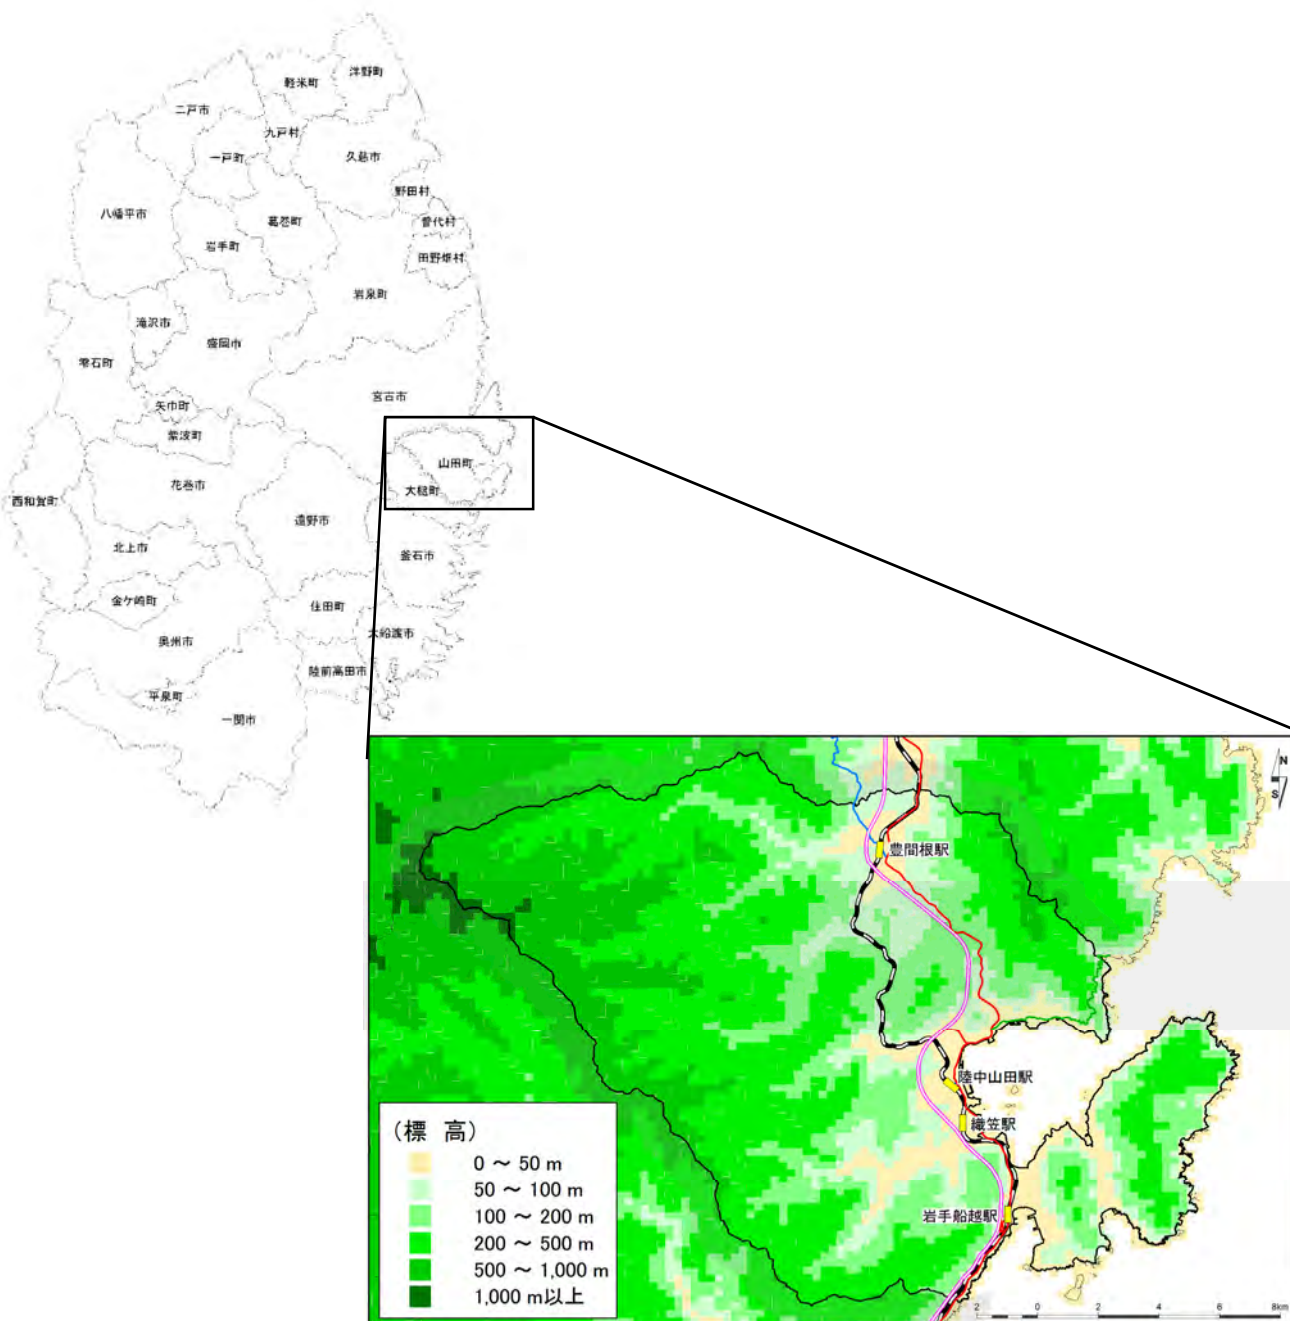 洋野町
軽米町
二戸市
九戸村
一戸町
久慈市
野田村
八幡平市
葛巻町
普代村
岩手町
田野畑村
岩泉町
滝沢市
盛岡市
雫石町
宮古市
矢巾町
紫波町
山田町
花巻市
大槌町
西和賀町
遠野市
北上市
釜石市
金ケ崎町
住田町
大船渡市
奥州市
陸前高田市
平泉町
一関市
N
S
豊間根駅
陸中山田駅
織笠駅
岩手船越駅
(標 高)
0 ~ 50 m
50 ~ 100 m
100 ~ 200 m
200 ~ 500 m
500 ~ 1,000 m
1,000 m以上
2 0 2 4 6 8km